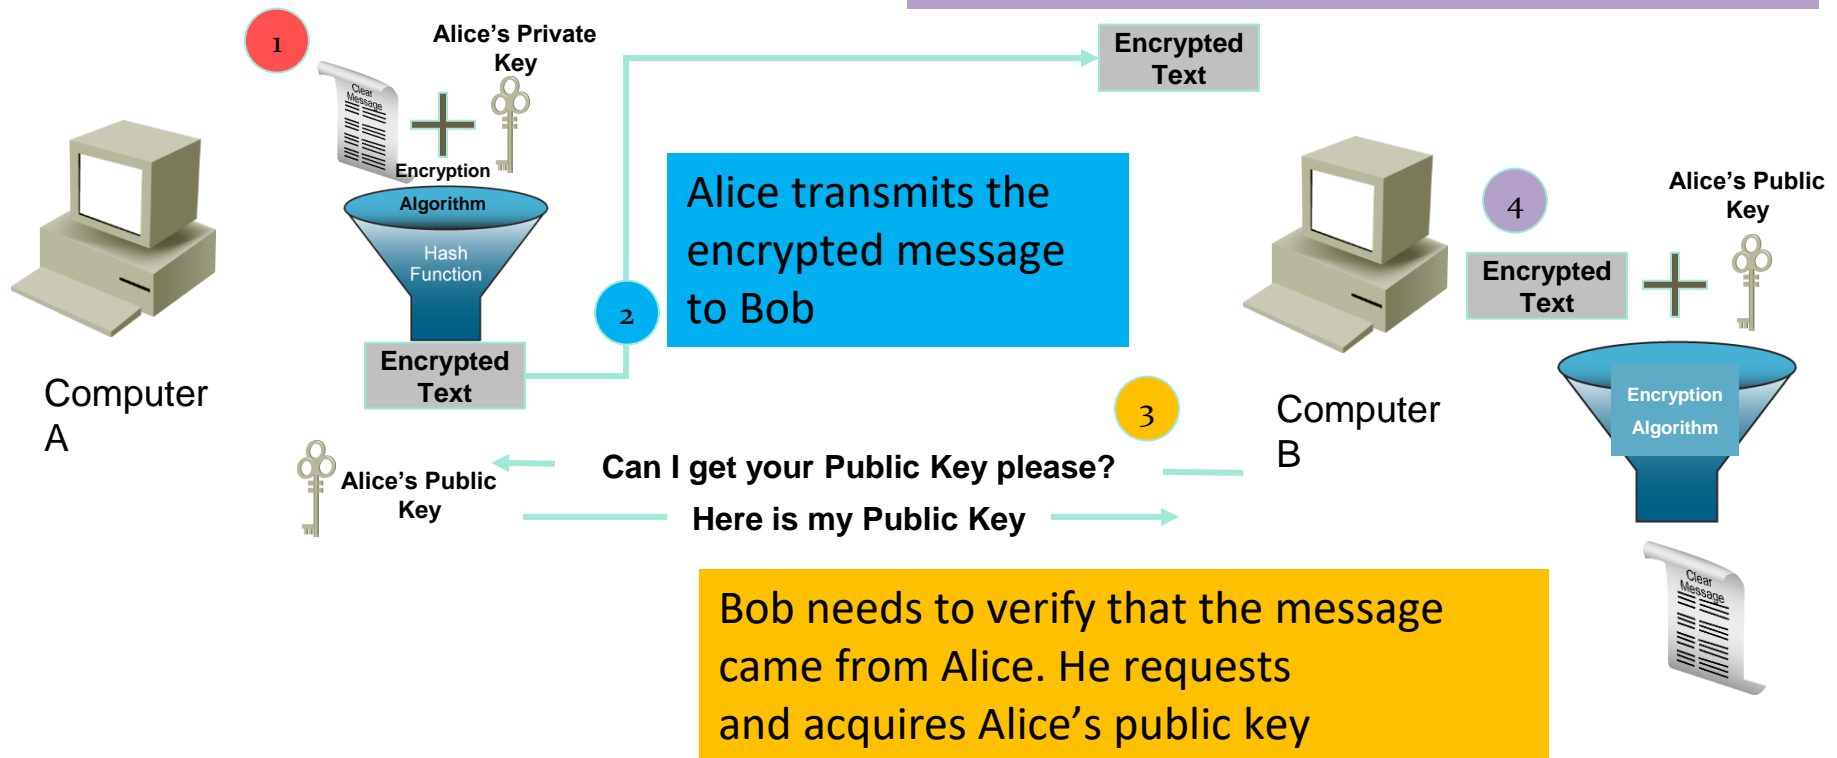 1
Alice’s Private
Key
Clear
Message
Encryption
Algorithm
Hash
Function
Encrypted
Text
Computer
A
2
Encrypted
Text
Alice transmits the
encrypted message
to Bob
3
Can I get your Public Key please?
Alice’s Public
Key
Here is my Public Key
Bob needs to verify that the message
came from Alice. He requests
and acquires Alice’s public key
Computer
B
4
Alice’s Public
Key
Encrypted
Text
Encryption
Algorithm
Clear
Message